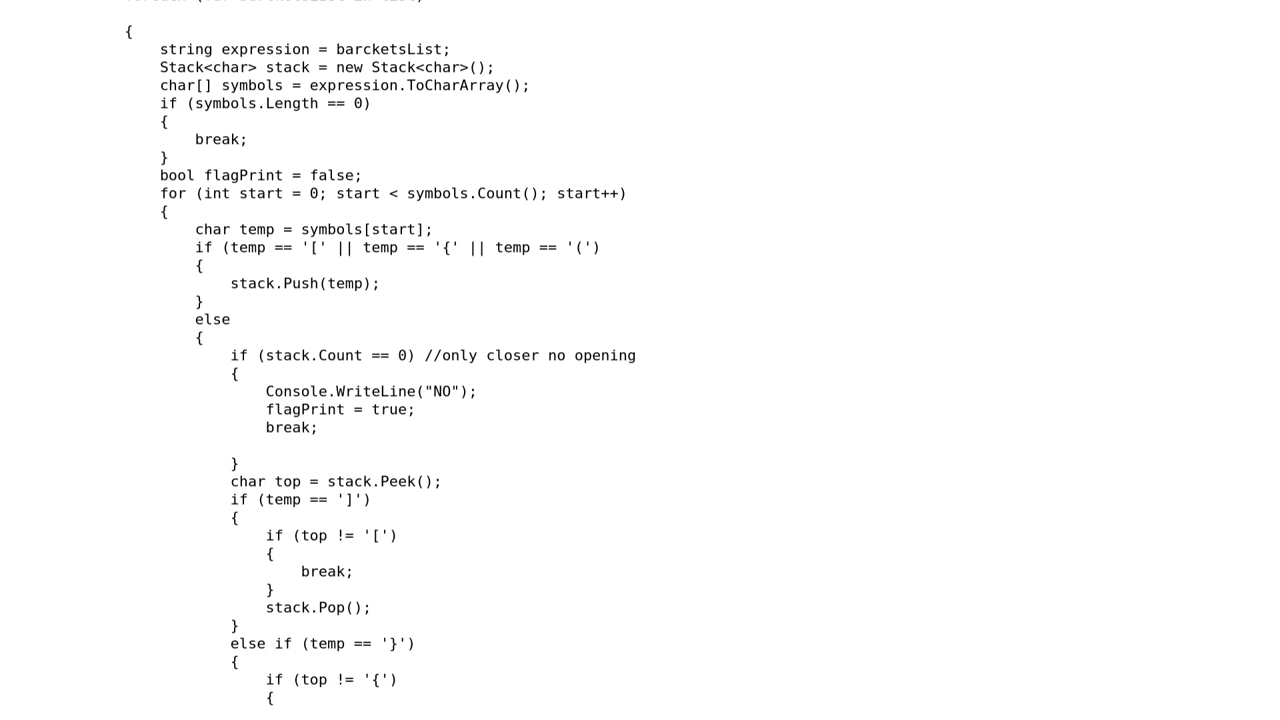 {
string expression = barcketsList;
Stack<char> stack = new Stack<char>();
char[] symbols = expression.ToCharArray();
if (symbols.Length == 0)
{
break;
}
bool flagPrint = false;
for (int start = 0; start < symbols.Count(); start++)
{
char temp = symbols[start];
if (temp == '[' || temp == '{' || temp == '(')
{
stack.Push(temp);
}
else
{
if (stack.Count == 0) //only closer no opening
{
Console.WriteLine("NO");
flagPrint = true;
break;
}
char top = stack.Peek();
if (temp == ']')
{
if (top != '[')
{
break;
}
stack.Pop();
}
else if (temp == '}')
{
if (top != '{')
{